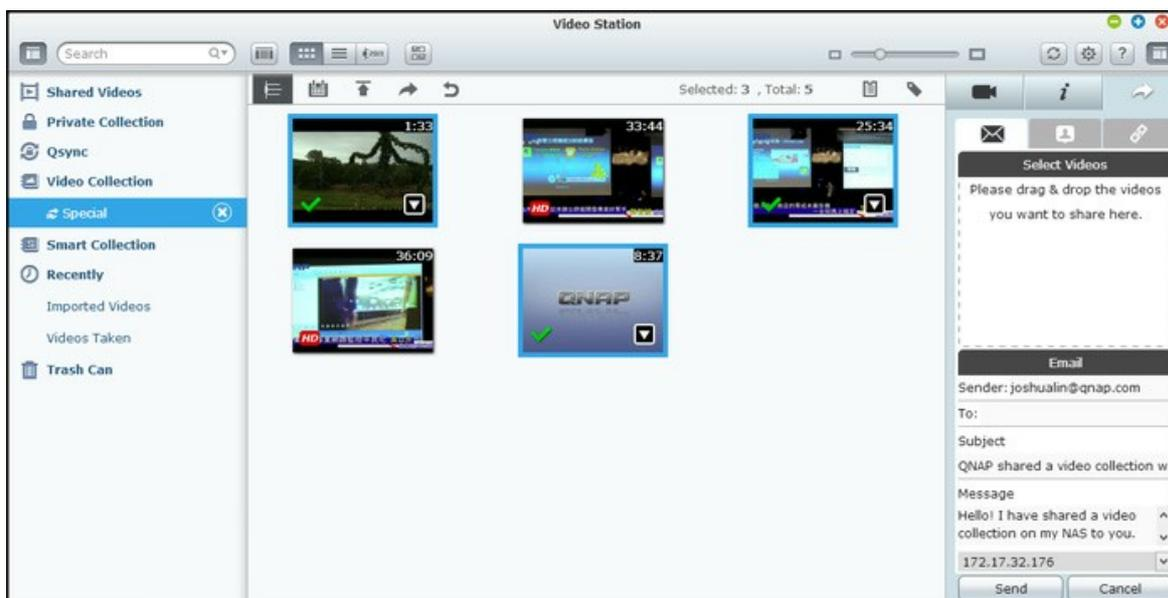 Video Station
Search
Shared Videos
Private Collection
Qsync
Video Collection
Special
Smart Collection
Recently
Imported Videos
Videos Taken
Trash Can
Selected: 3 , Total: 5
1:33
33:44
HD
25:34
36:09
HD
8:37
QNAP
Select Videos
Please drag & drop the videos
you want to share here.
Email
Sender: joshualin@qnap.com
To:
Subject
QNAP shared a video collection w
Message
Hello! I have shared a video
collection on my NAS to you.
172.17.32.176
Send
Cancel